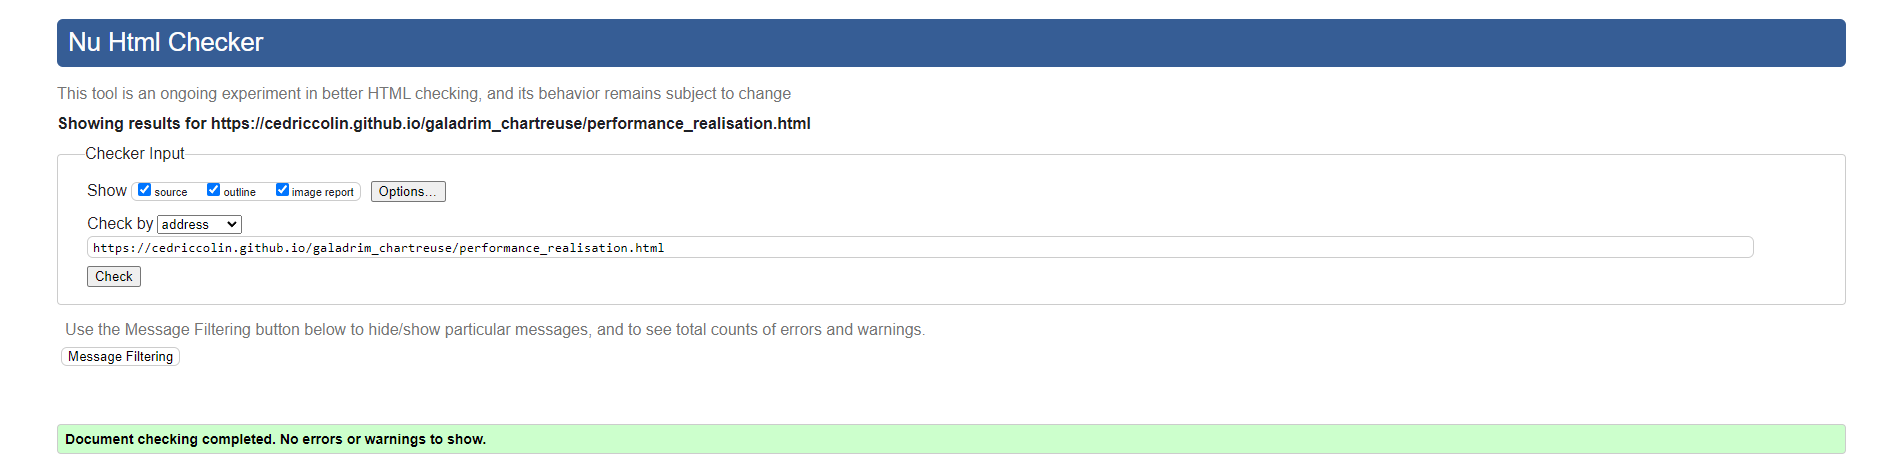 Nu Html Checker
This tool is an ongoing experiment in better HTML checking, and its behavior remains subject to change
Showing results for https://cedriccolin.github.io/galadrim_chartreuse/performance_realisation.html
Checker Input
Show source outline image report Options...
Check by address
https://cedriccolin.github.io/galadrim_chartreuse/performance_realisation.html
Check
Use the Message Filtering button below to hide/show particular messages, and to see total counts of errors and warnings.
Message Filtering
Document checking completed. No errors or warnings to show.